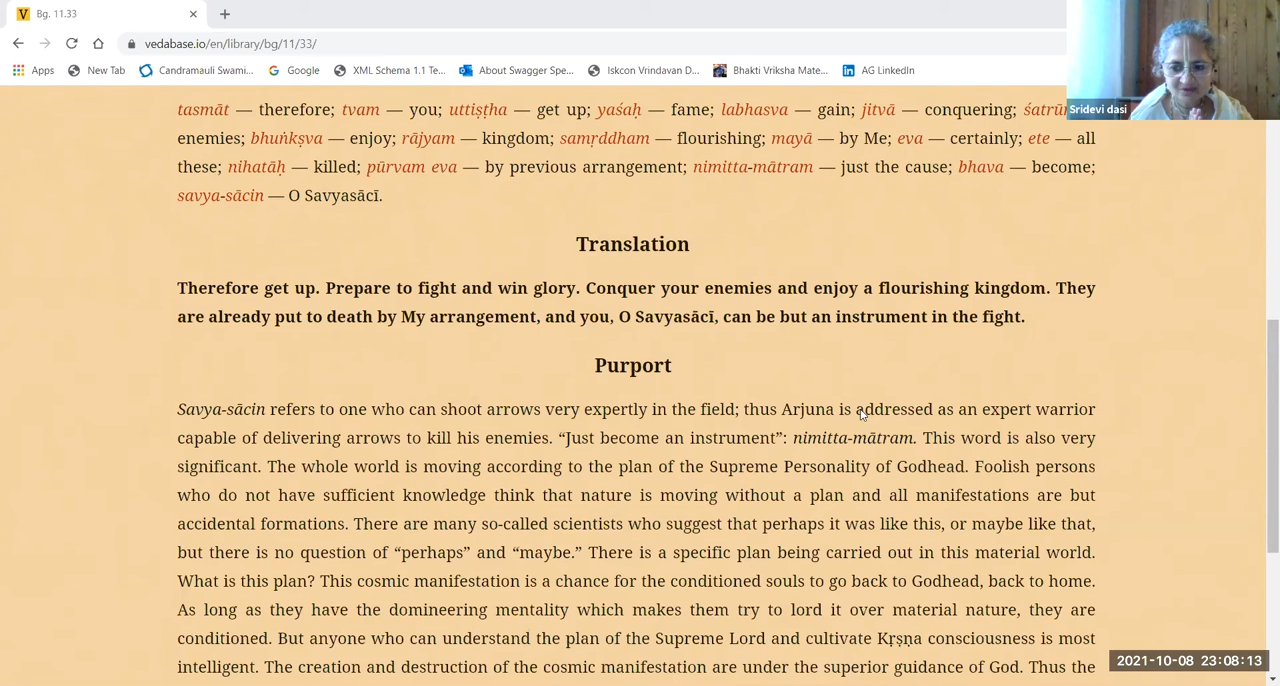 Bg. 11.33
vedabase.io/en/library/bg/11/33/
Apps New Tab Candramauli Swami... Google XML Schema 1.1 Te... About Swagger Spe... Iskcon Vrindavan D... Bhakti Vriksha Mate... AG LinkedIn
Sridevi dasi
tasmāt — therefore; tvam — you; uttiṣṭha — get up; yaśaḥ — fame; labhasva — gain; jitvā — conquering;
enemies; bhuṅkṣva — enjoy; rājyam — kingdom; samṛddham — flourishing; mayā — by Me; eva — certainly; ete — all
these; nihatāḥ — killed; pūrvam eva — by previous arrangement; nimitta-mātram — just the cause; bhava — become;
savya-sācin — O Savyasācī.
Translation
Therefore get up. Prepare to fight and win glory. Conquer your enemies and enjoy a flourishing kingdom. They
are already put to death by My arrangement, and you, O Savyasācī, can be but an instrument in the fight.
Purport
Savya-sācin refers to one who can shoot arrows very expertly in the field; thus Arjuna is addressed as an expert warrior
capable of delivering arrows to kill his enemies. “Just become an instrument”: nimitta-mātram. This word is also very
significant. The whole world is moving according to the plan of the Supreme Personality of Godhead. Foolish persons
who do not have sufficient knowledge think that nature is moving without a plan and all manifestations are but
accidental formations. There are many so-called scientists who suggest that perhaps it was like this, or maybe like that,
but there is no question of “perhaps” and “maybe.” There is a specific plan being carried out in this material world.
What is this plan? This cosmic manifestation is a chance for the conditioned souls to go back to Godhead, back to home.
As long as they have the domineering mentality which makes them try to lord it over material nature, they are
conditioned. But anyone who can understand the plan of the Supreme Lord and cultivate Kṛṣṇa consciousness is most
intelligent. The creation and destruction of the cosmic manifestation are under the superior guidance of God. Thus the
2021-10-08 23:08:13